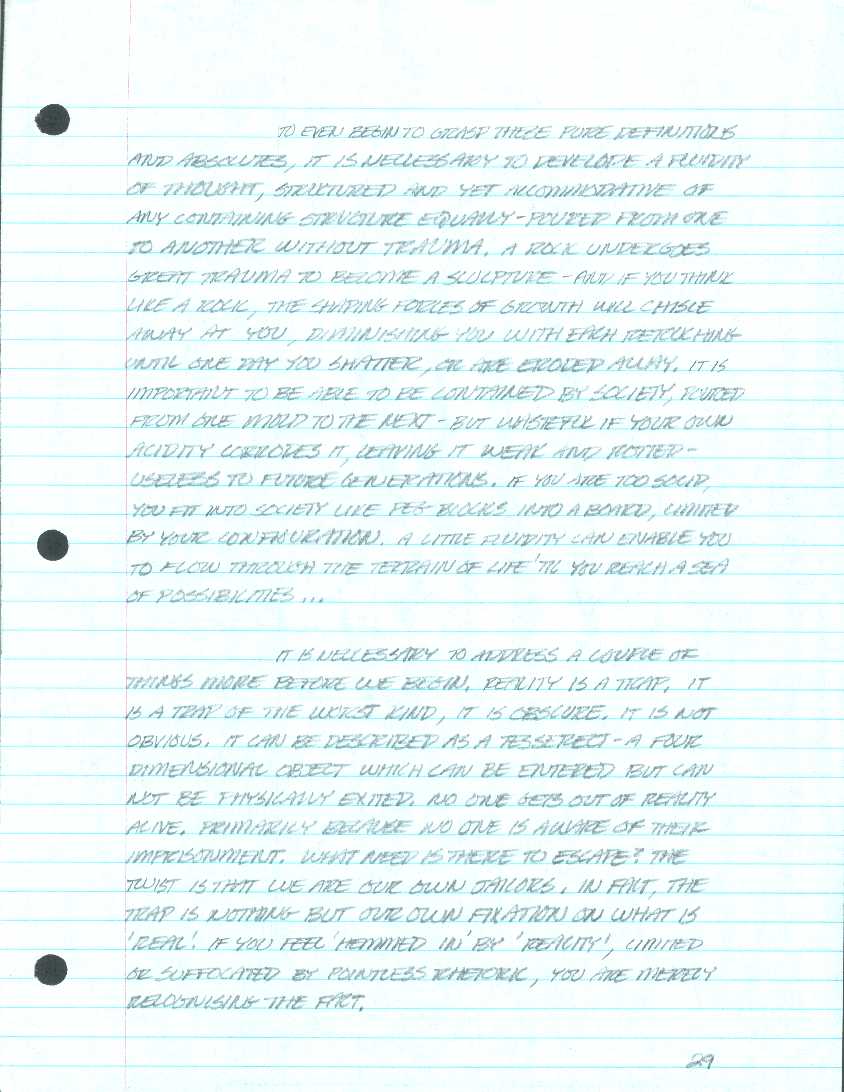 TO EVEN BEGIN TO GRASP THESE PURE DEFINITIONS
AND ABSOLUTES, IT IS NECCESSARY TO DEVELOPE A FLUIDITY
OF THOUGHT, STRUCTURED AND YET ACCOMMODATIVE OF
ANY CONTAINING STRUCTURE EQUALLY - POURED FROM ONE
TO ANOTHER WITHOUT TRAUMA. A ROCK UNDERGOES
GREAT TRAUMA TO BECOME A SCULPTURE - AND IF YOU THINK
LIKE A ROCK, THE SHAPING FORCES OF GROWTH WILL CHISLE
AWAY AT YOU, DIMINISHING YOU WITH EACH RETOUCHING
UNTIL ONE DAY YOU SHATTER, OR ARE ERODED AWAY. IT IS
IMPORTANT TO BE ABLE TO BE CONTAINED BY SOCIETY, POURED
FROM ONE MOLD TO THE NEXT - BUT WASTEFUL IF YOUR OWN
ACIDITY CORRODES IT, LEAVING IT WEAK AND ROTTED -
USELESS TO FUTURE GENERATIONS. IF YOU ARE TOO SOLID,
YOU FIT INTO SOCIETY LIKE PEG BLOCKS INTO A BOARD, LIMITED
BY YOUR CONFIGURATION. A LITTLE FLUIDITY CAN ENABLE YOU
TO FLOW THROUGH THE TERRAIN OF LIFE 'TIL YOU REACH A SEA
OF POSSIBILITIES...
IT IS NECCESSARY TO ADDRESS A COUPLE OF
THINGS MORE BEFORE WE BEGIN. REALITY IS A TRAP. IT
IS A TRAP OF THE WORST KIND, IT IS OBSCURE. IT IS NOT
OBVIOUS. IT CAN BE DESCRIBED AS A TESSERECT - A FOUR
DIMENSIONAL OBJECT WHICH CAN BE ENTERED BUT CAN
NOT BE PHYSICALLY EXITED. NO ONE GETS OUT OF REALITY
ALIVE. PRIMARILY BECAUSE NO ONE IS AWARE OF THEIR
IMPRISONMENT. WHAT NEED IS THERE TO ESCAPE? THE
TWIST IS THAT WE ARE OUR OWN JAILORS. IN FACT, THE
TRAP IS NOTHING BUT OUR OWN FIXATION ON WHAT IS
'REAL'. IF YOU FEEL 'HEMMED IN' BY 'REALITY', LIMITED
OR SUFFOCATED BY POINTLESS RHETORIC, YOU ARE MERELY
RECOGNISING THE FACT.
29